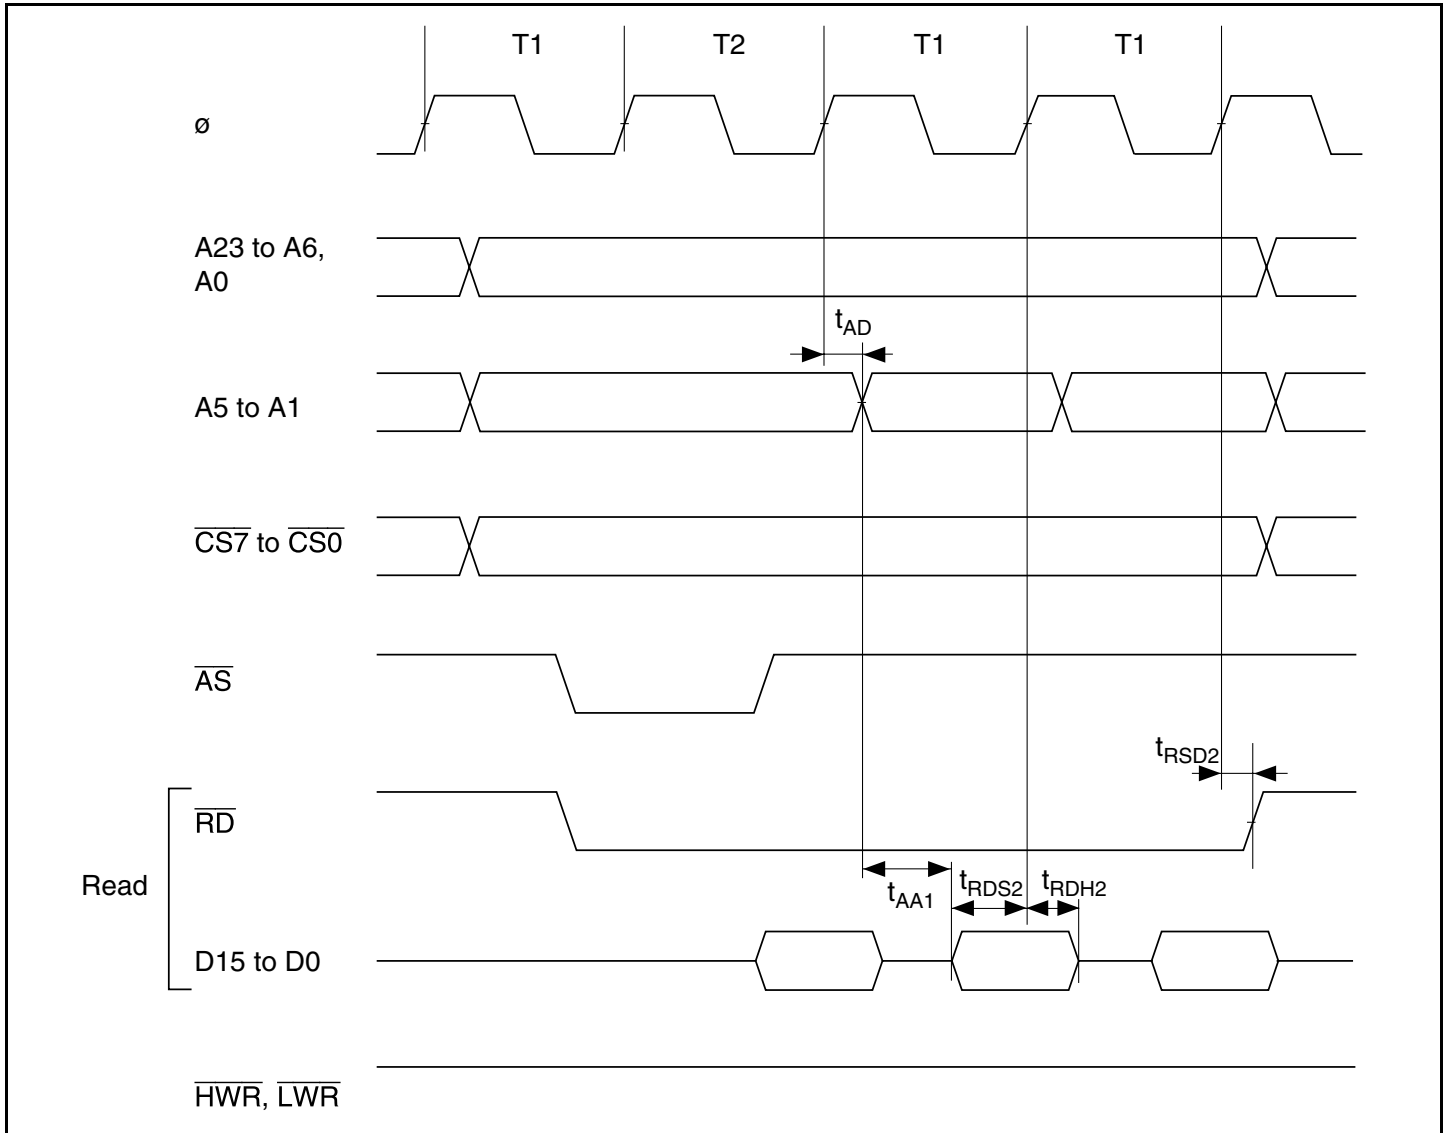 T1 T2 T1 T1
ø
A23 to A6,
A0
tAD
A5 to A1
CS7 to CS0
AS
tRSD2
RD
Read
tAA1 tRDS2 tRDH2
D15 to D0
HWR, LWR